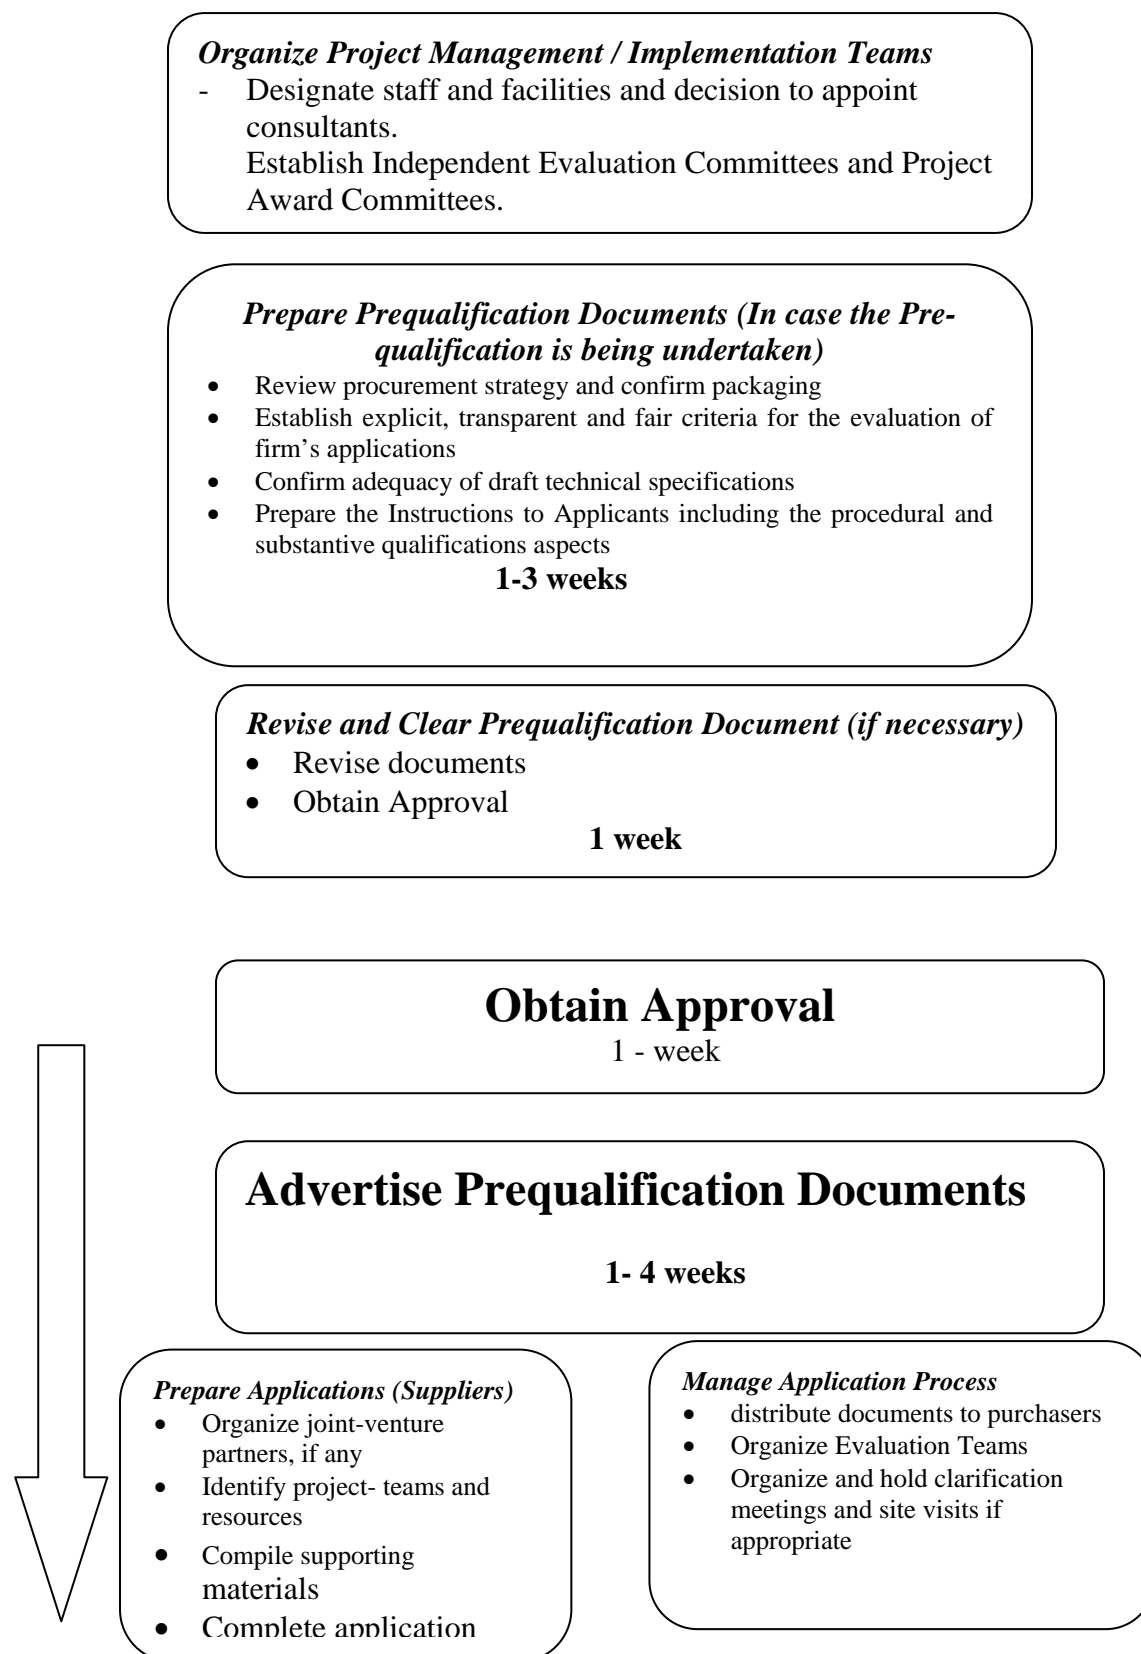 Organize Project Management / Implementation Teams
- Designate staff and facilities and decision to appoint
consultants.
Establish Independent Evaluation Committees and Project
Award Committees.
Prepare Prequalification Documents (In case the Pre-
qualification is being undertaken)
• Review procurement strategy and confirm packaging
• Establish explicit, transparent and fair criteria for the evaluation of
firm's applications
• Confirm adequacy of draft technical specifications
• Prepare the Instructions to Applicants including the procedural and
substantive qualifications aspects
1-3 weeks
Revise and Clear Prequalification Document (if necessary)
• Revise documents
• Obtain Approval
1 week
Obtain Approval
1 - week
Advertise Prequalification Documents
1- 4 weeks
Prepare Applications (Suppliers)
• Organize joint-venture
partners, if any
• Identify project- teams and
resources
• Compile supporting
materials
• Complete application
Manage Application Process
• distribute documents to purchasers
• Organize Evaluation Teams
• Organize and hold clarification
meetings and site visits if
appropriate